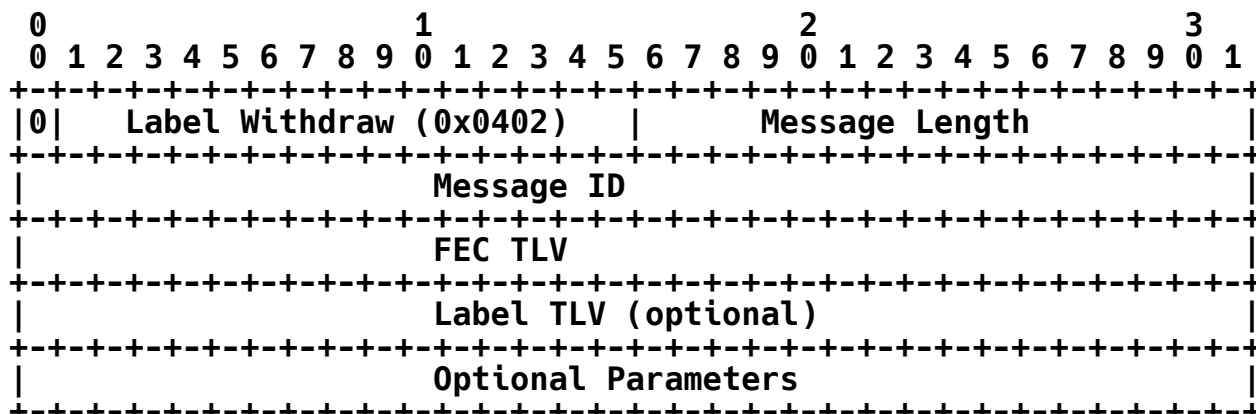 0                   1                   2                   3
 0 1 2 3 4 5 6 7 8 9 0 1 2 3 4 5 6 7 8 9 0 1 2 3 4 5 6 7 8 9 0 1
+-+-+-+-+-+-+-+-+-+-+-+-+-+-+-+-+-+-+-+-+-+-+-+-+-+-+-+-+-+-+-+-+
|0|   Label Withdraw (0x0402)   |      Message Length           |
+-+-+-+-+-+-+-+-+-+-+-+-+-+-+-+-+-+-+-+-+-+-+-+-+-+-+-+-+-+-+-+-+
|                     Message ID                                |
+-+-+-+-+-+-+-+-+-+-+-+-+-+-+-+-+-+-+-+-+-+-+-+-+-+-+-+-+-+-+-+-+
|                     FEC TLV                                   |
+-+-+-+-+-+-+-+-+-+-+-+-+-+-+-+-+-+-+-+-+-+-+-+-+-+-+-+-+-+-+-+-+
|                     Label TLV (optional)                      |
+-+-+-+-+-+-+-+-+-+-+-+-+-+-+-+-+-+-+-+-+-+-+-+-+-+-+-+-+-+-+-+-+
|                     Optional Parameters                       |
+-+-+-+-+-+-+-+-+-+-+-+-+-+-+-+-+-+-+-+-+-+-+-+-+-+-+-+-+-+-+-+-+